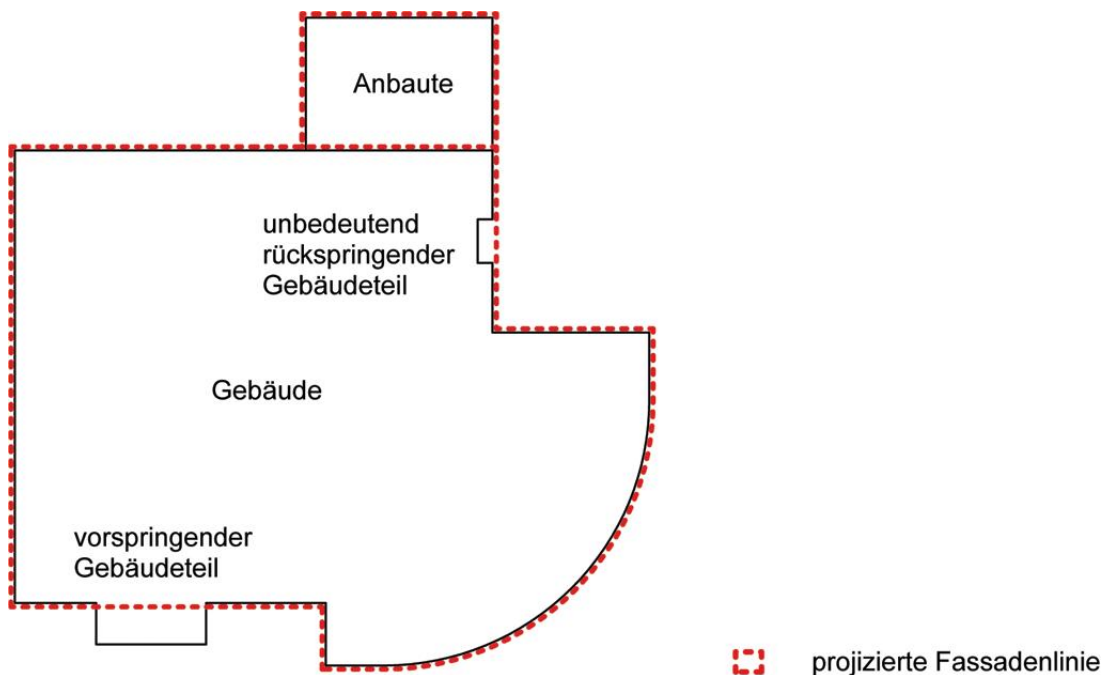 Anbaute
unbedeutend
rückspringender
Gebäudeteil
Gebäude
vorspringender
Gebäudeteil
projizierte Fassadenlinie